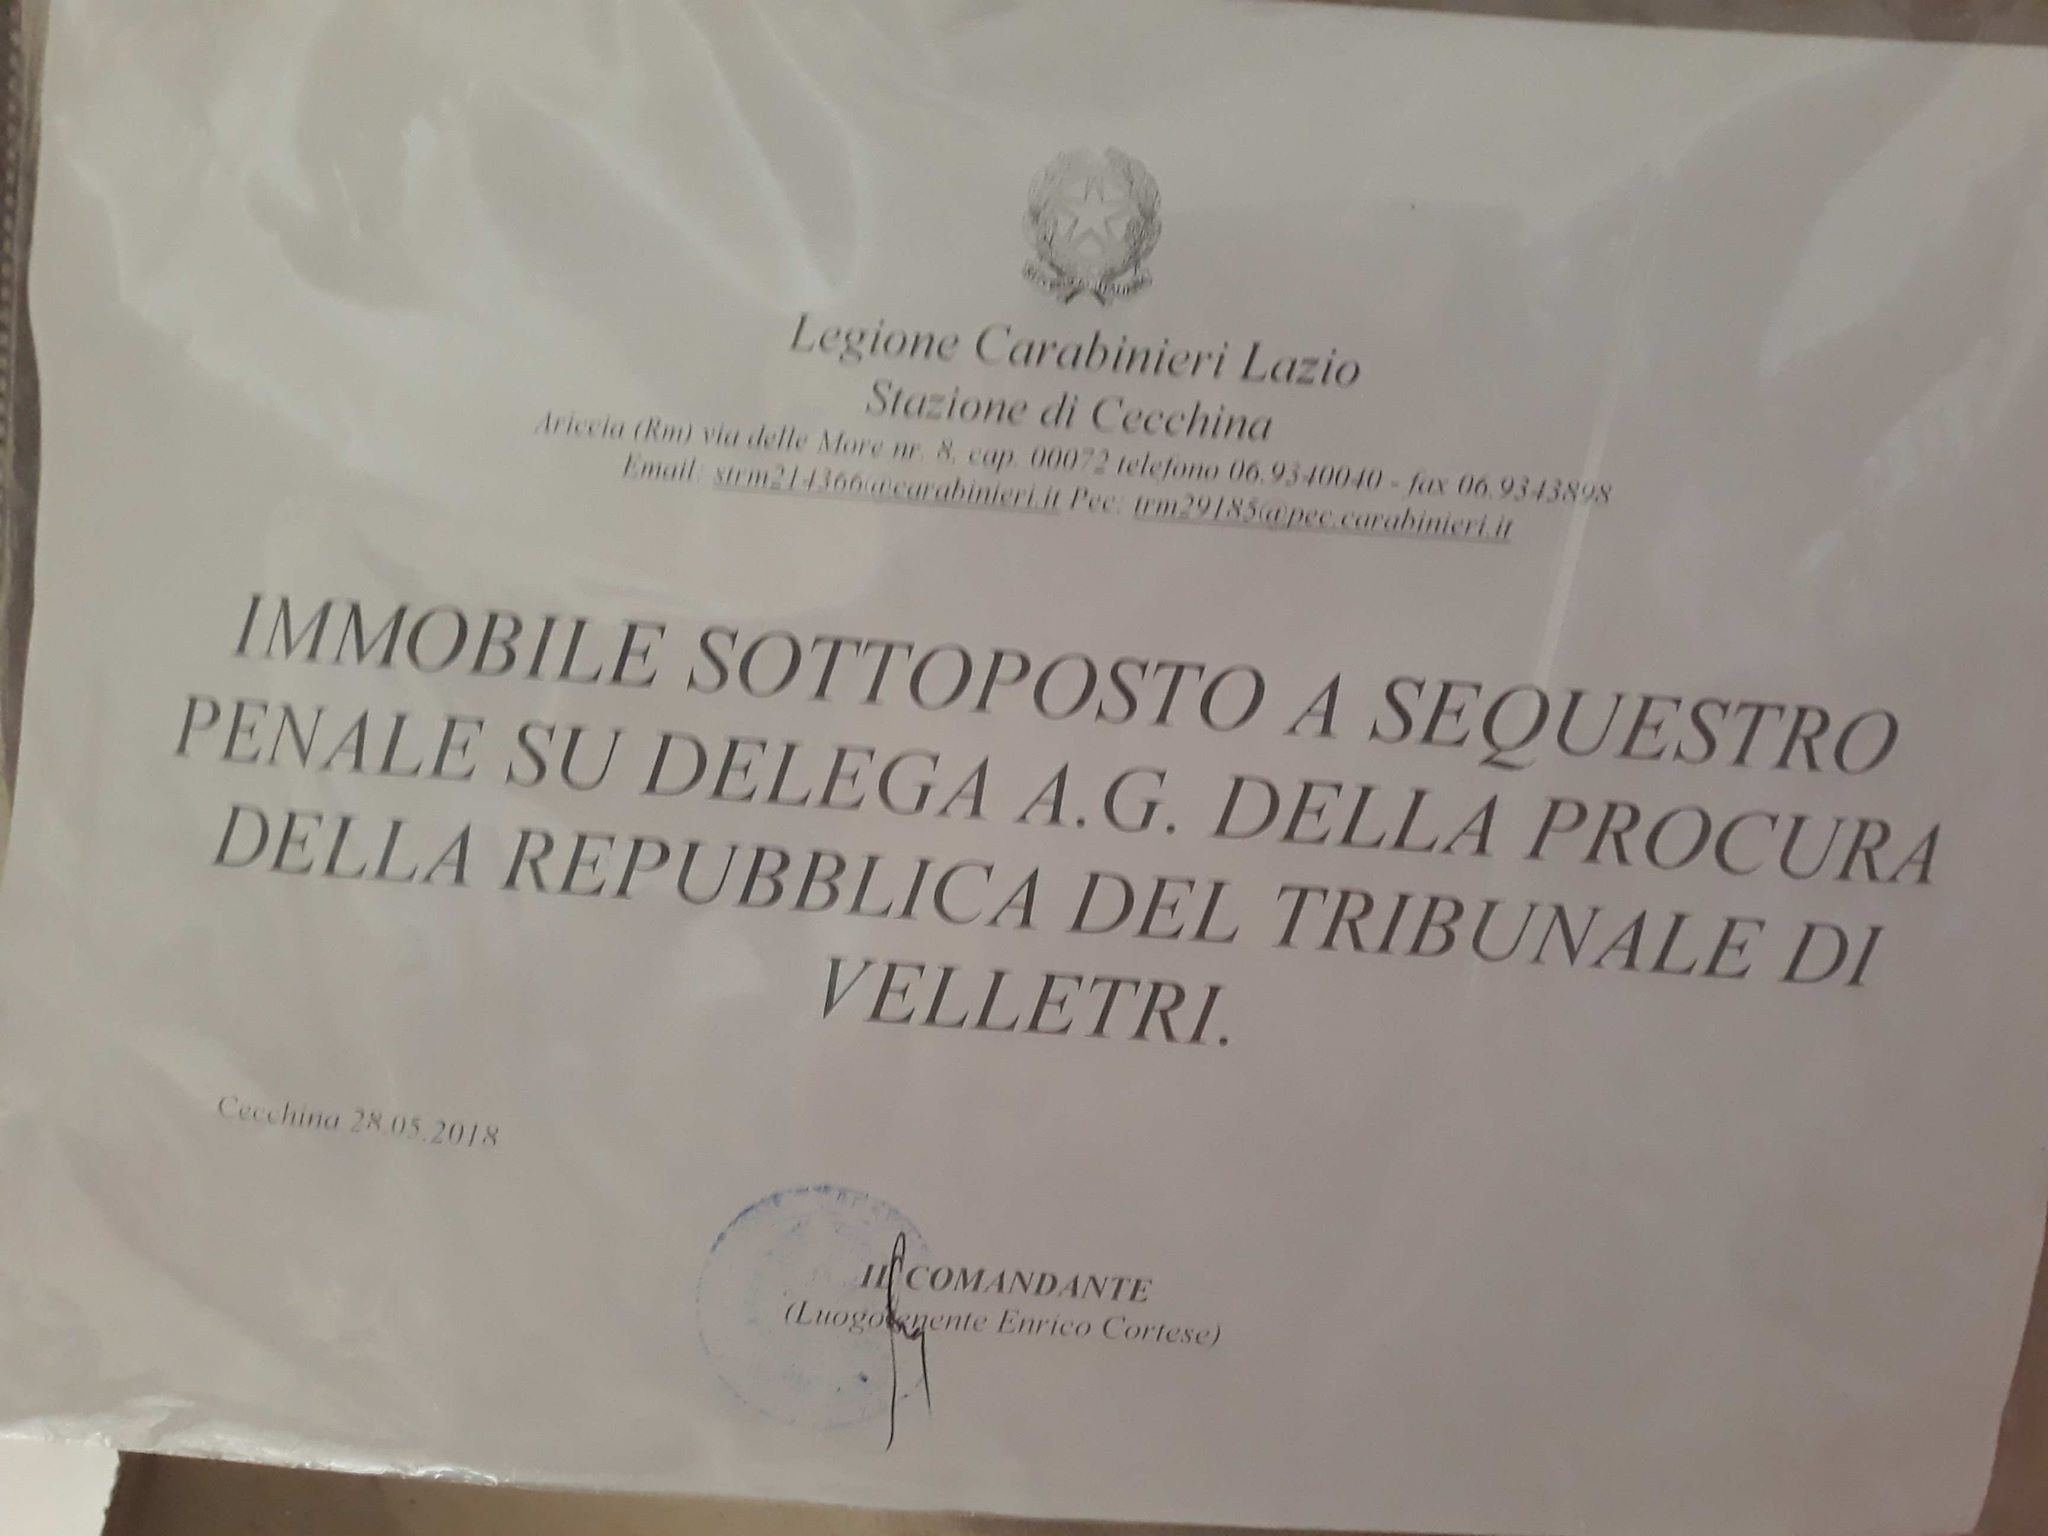 Legione Carabinieri Lazio
Stazione di Cecchina
Ariccia (Rm) via delle More nr. 8, cap. 00072 telefono 06.9340040 - fax 06.9343898
Email: strm214366@carabinieri.it Pec: trm29185@pec.carabinieri.it
IMMOBILE SOTTOPOSTO A SEQUESTRO
PENALE SU DELEGA A.G. DELLA PROCURA
DELLA REPUBBLICA DEL TRIBUNALE DI
VELLETRI.
Cecchina 28.05.2018
IL COMANDANTE
(Luogotenente Enrico Cortese)